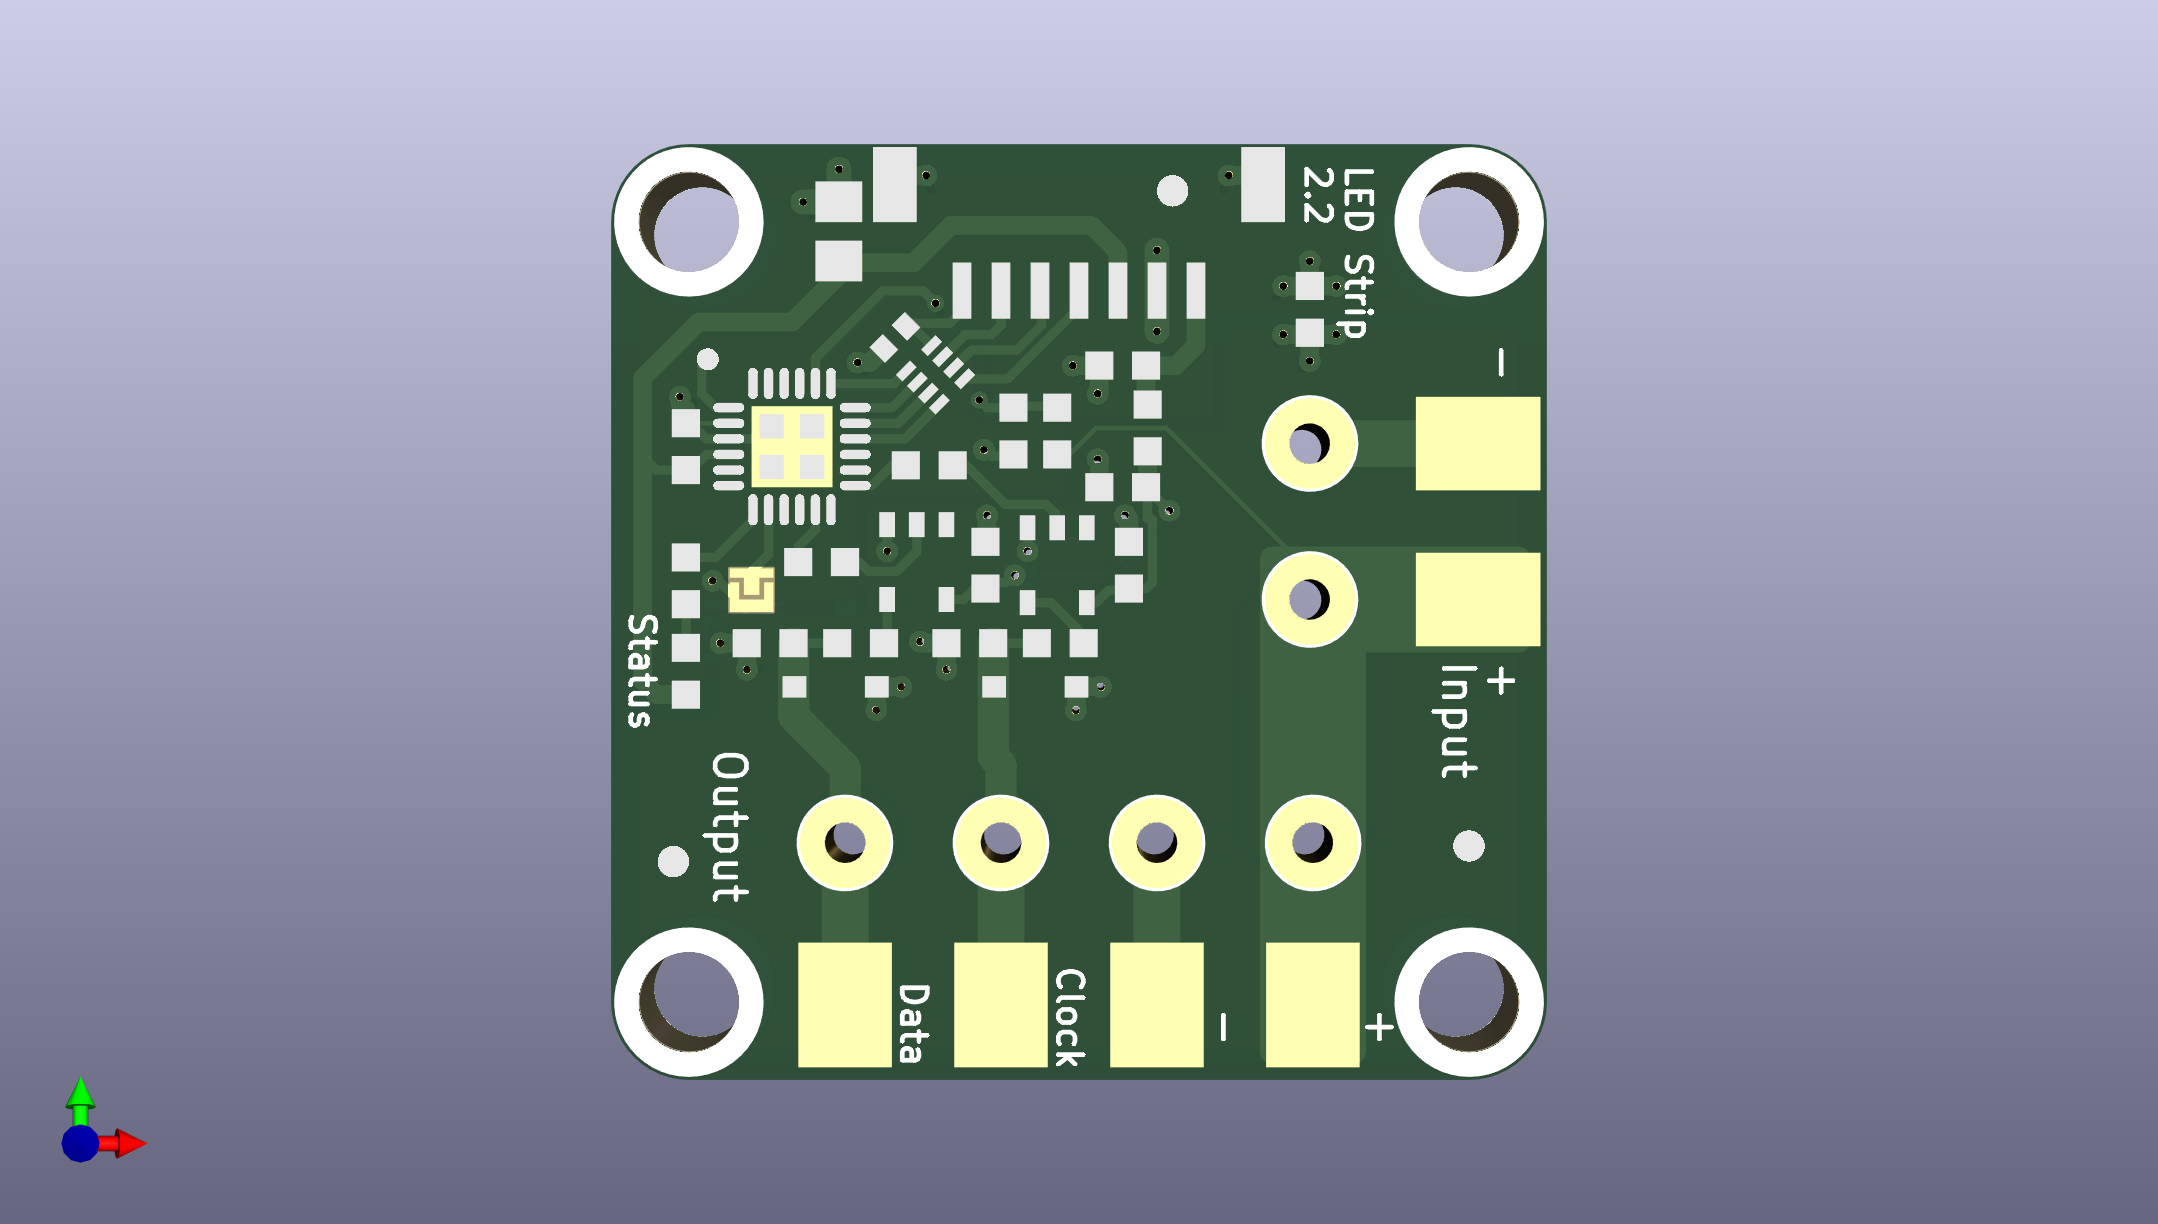 LED Strip
2.2
−
+
Input
Status
Output
Data
Clock
−
+